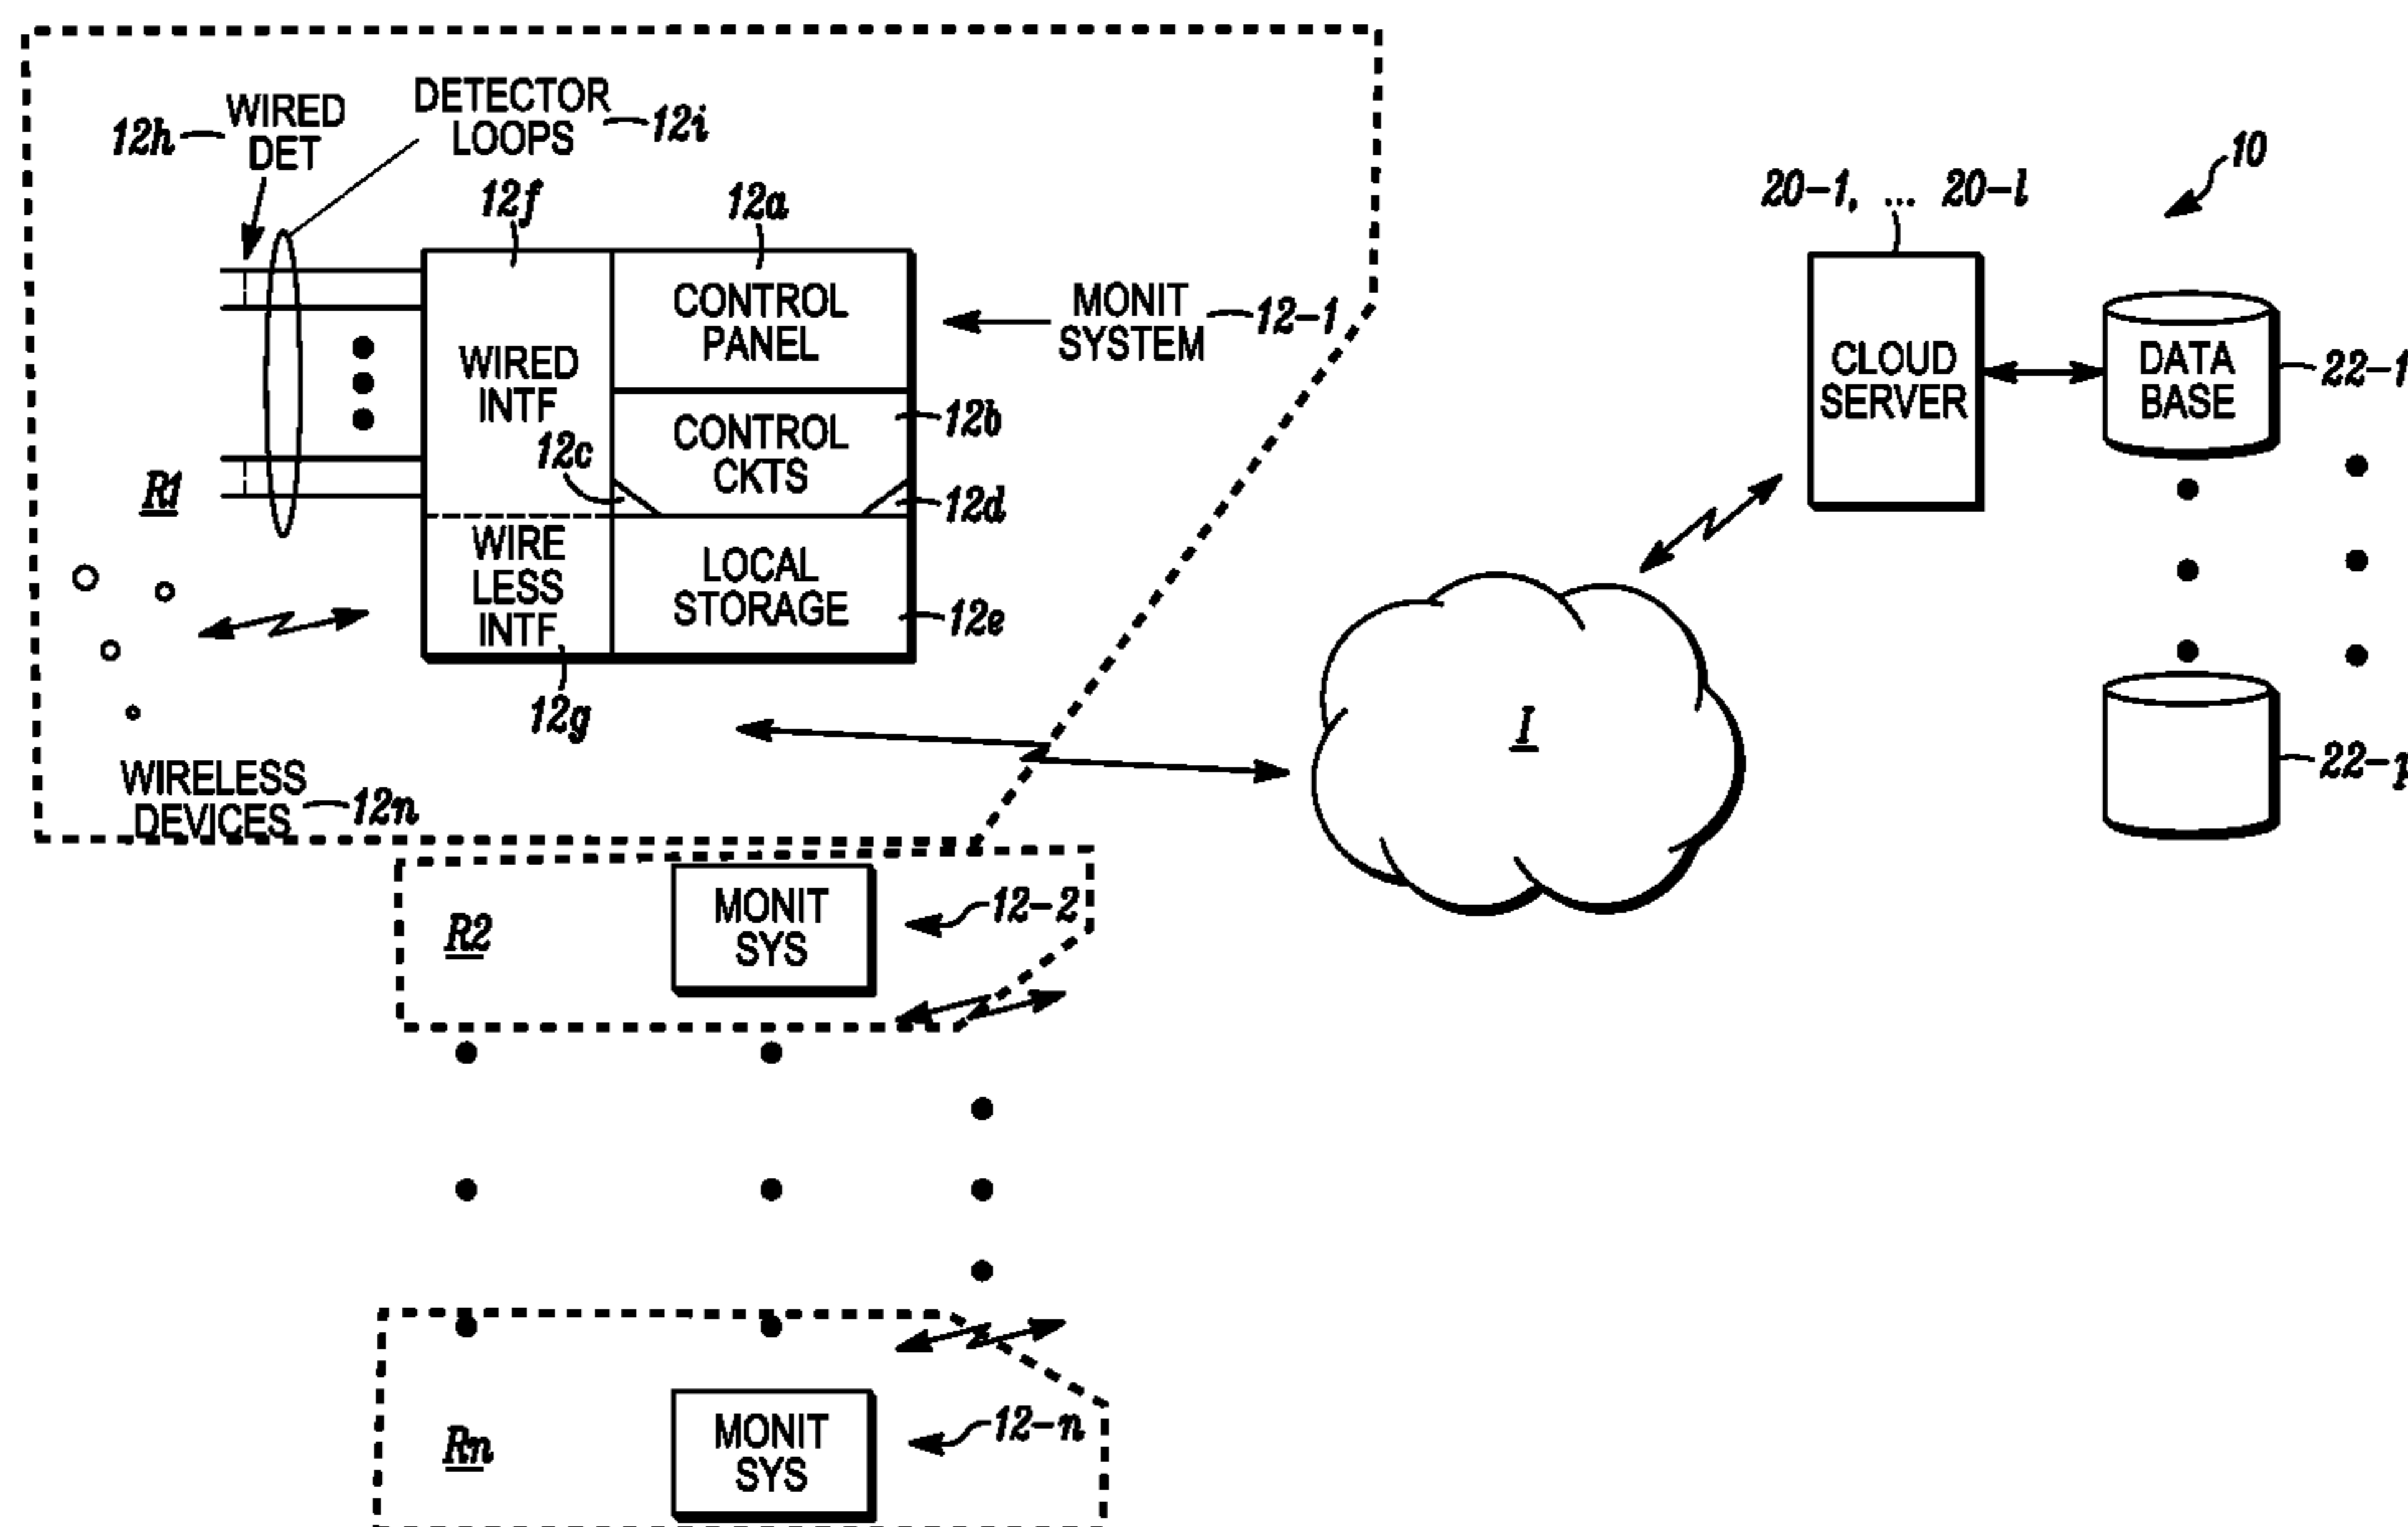 12h
WIRED
DET
DETECTOR
LOOPS
12i
12f
12a
WIRED
INTF
CONTROL
PANEL
MONIT
SYSTEM
12-1
CONTROL
CKTS
12b
12c
12d
R1
WIRE
LESS
INTF
LOCAL
STORAGE
12e
12g
WIRELESS
DEVICES
12n
R2
MONIT
SYS
12-2
Rn
MONIT
SYS
12-n
I
20-1, ... 20-l
10
CLOUD
SERVER
DATA
BASE
22-1
22-p